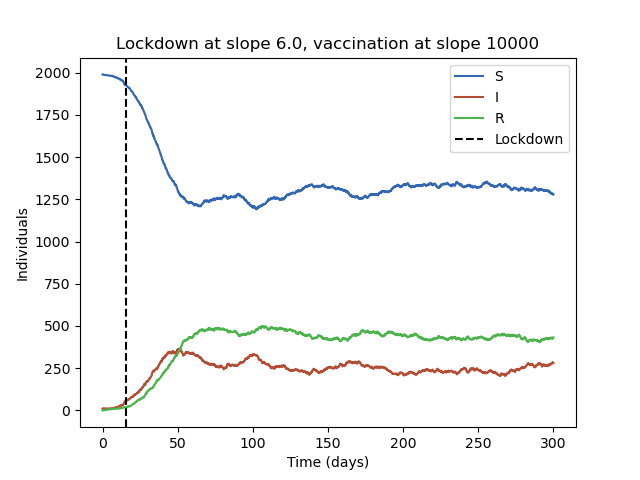 Lockdown at slope 6.0, vaccination at slope 10000
2000
1750
1500
1250
1000
750
500
250
0
Individuals
S
I
R
Lockdown
0 50 100 150 200 250 300
Time (days)